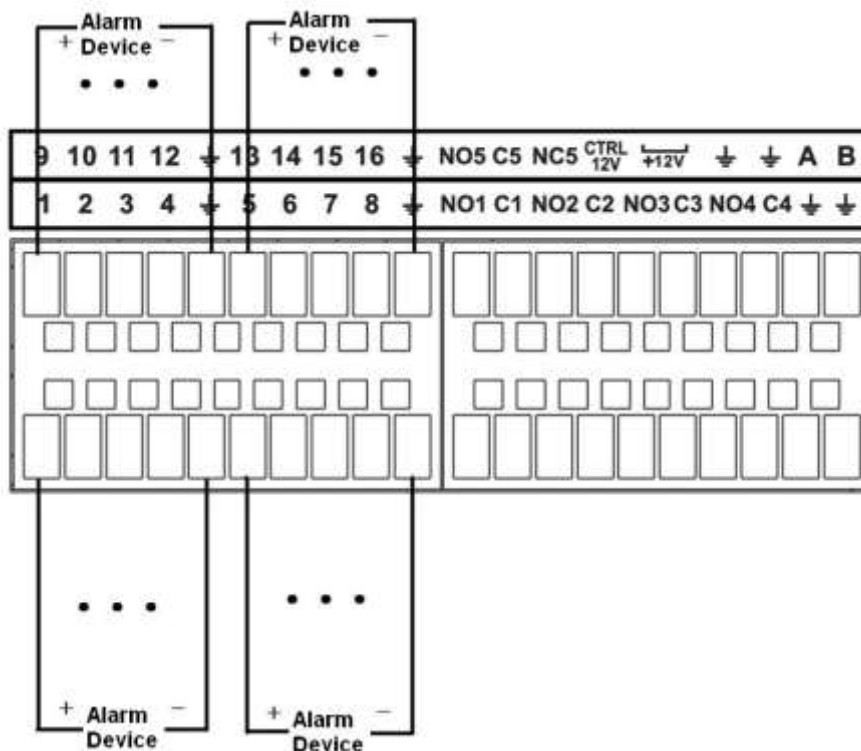 Alarm
+ Device −
Alarm
+ Device −
9 10 11 12 ⏚ 13 14 15 16 ⏚ NO5 C5 NC5 CTRL 12V +12V ⏚ ⏚ A B
1 2 3 4 ⏚ 5 6 7 8 ⏚ NO1 C1 NO2 C2 NO3 C3 NO4 C4 ⏚ ⏚
+ Alarm −
Device
+ Alarm −
Device